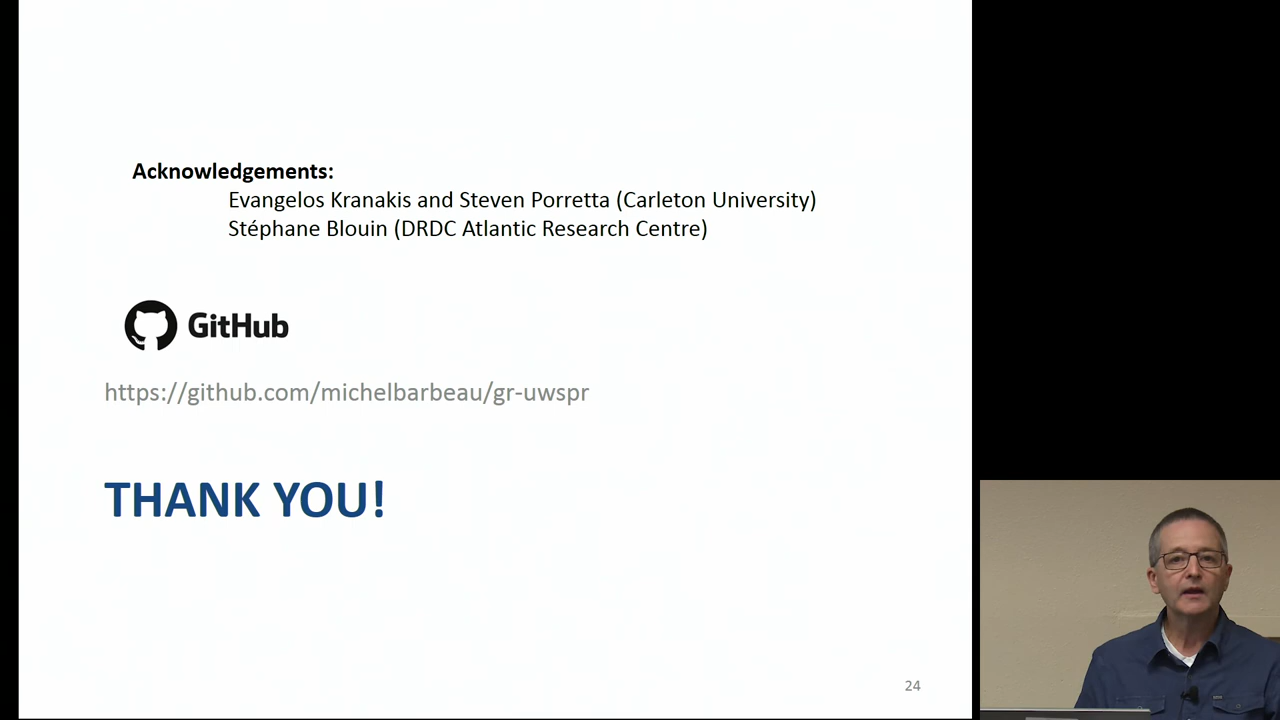 Acknowledgements:
Evangelos Kranakis and Steven Porretta (Carleton University)
Stéphane Blouin (DRDC Atlantic Research Centre)
GitHub
https://github.com/michelbarbeau/gr-uwspr
THANK YOU!
24